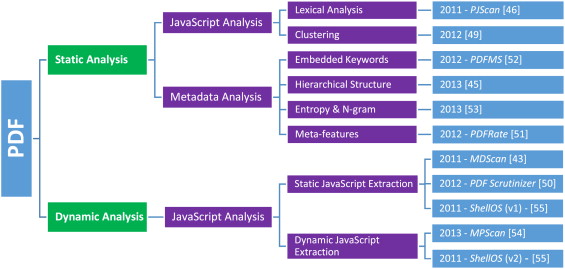 PDF
Static Analysis
JavaScript Analysis
Lexical Analysis
2011 - PJScan [46]
Clustering
2012 [49]
Metadata Analysis
Embedded Keywords
2012 - PDFMS [52]
Hierarchical Structure
2013 [45]
Entropy & N-gram
2013 [53]
Meta-features
2012 - PDFRate [51]
Dynamic Analysis
JavaScript Analysis
Static JavaScript Extraction
2011 - MDScan [43]
2012 - PDF Scrutinizer [50]
2011 - ShellOS (v1) - [55]
Dynamic JavaScript
Extraction
2013 - MPScan [54]
2011 - ShellOS (v2) - [55]